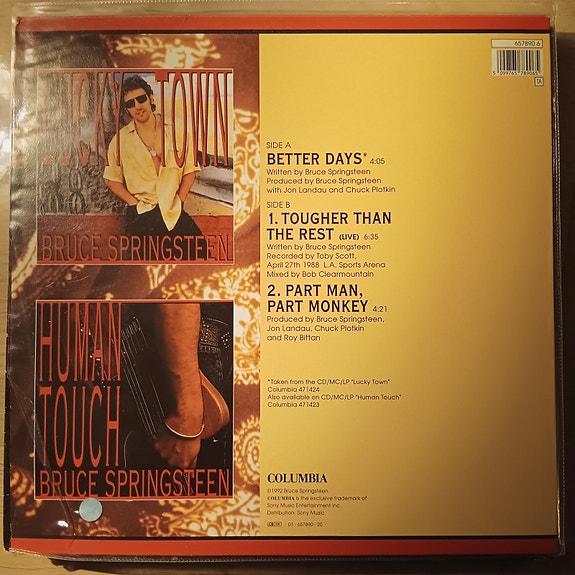 LUCKY TOWN
BRUCE SPRINGSTEEN
HUMAN
TOUCH
BRUCE SPRINGSTEEN
657890 6
5 099765 789065
SIDE A
BETTER DAYS* 4:05
Written by Bruce Springsteen
Produced by Bruce Springsteen
with Jon Landau and Chuck Plotkin
SIDE B
1. TOUGHER THAN
THE REST (LIVE) 6:35
Written by Bruce Springsteen
Recorded by Toby Scott,
April 27th 1988 L.A. Sports Arena
Mixed by Bob Clearmountain
2. PART MAN,
PART MONKEY 4:21
Produced by Bruce Springsteen,
Jon Landau, Chuck Plotkin
and Roy Bittan
*Taken from the CD/MC/LP "Lucky Town"
Columbia 471424
Also available on CD/MC/LP "Human Touch"
Columbia 471423
COLUMBIA
©1992 Bruce Springsteen
COLUMBIA is the exclusive trademark of
Sony Music Entertainment Inc.
Distribution: Sony Music
01-657890-20